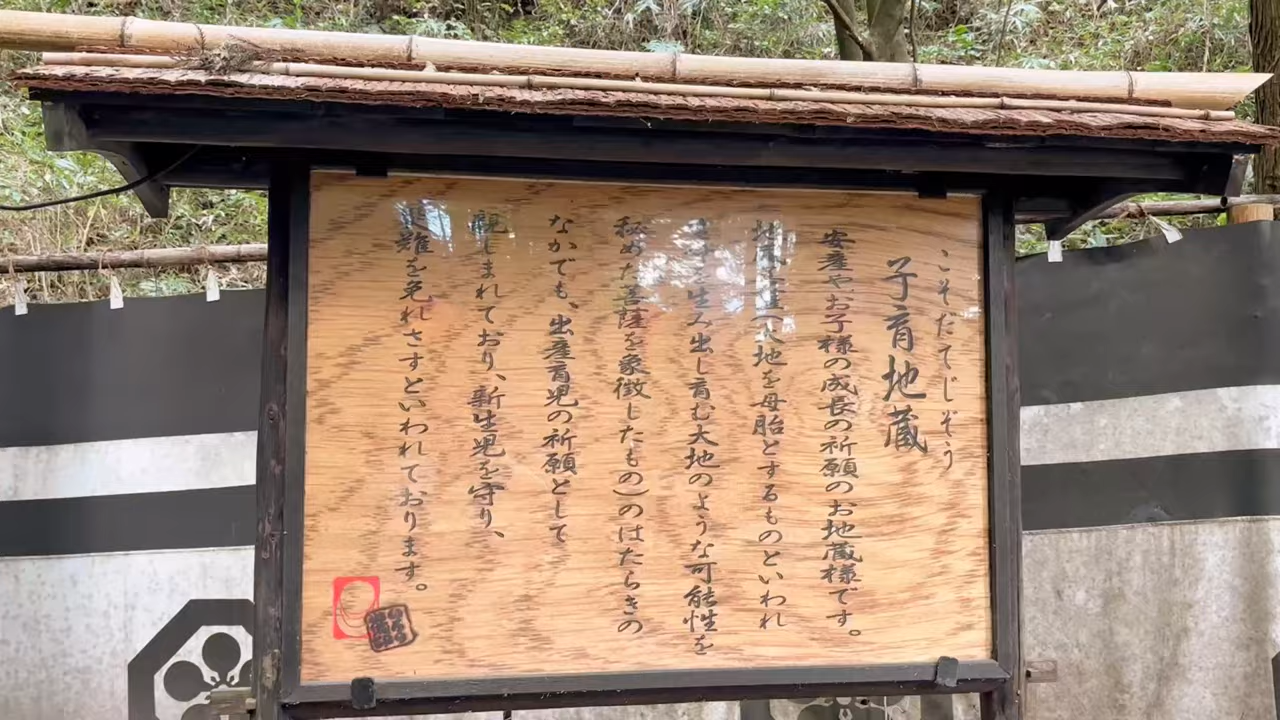 こそだてじぞう
子育地蔵
安産やお子様の成長の祈願のお地蔵様です。
地蔵菩薩(大地を母胎とするものといわれ
生み出し育む大地のような可能性を
秘めた菩薩を象徴したもの)のはたらきの
なかでも、出産育児の祈願として
親しまれており、新生児を守り、
難を免れさすといわれております。